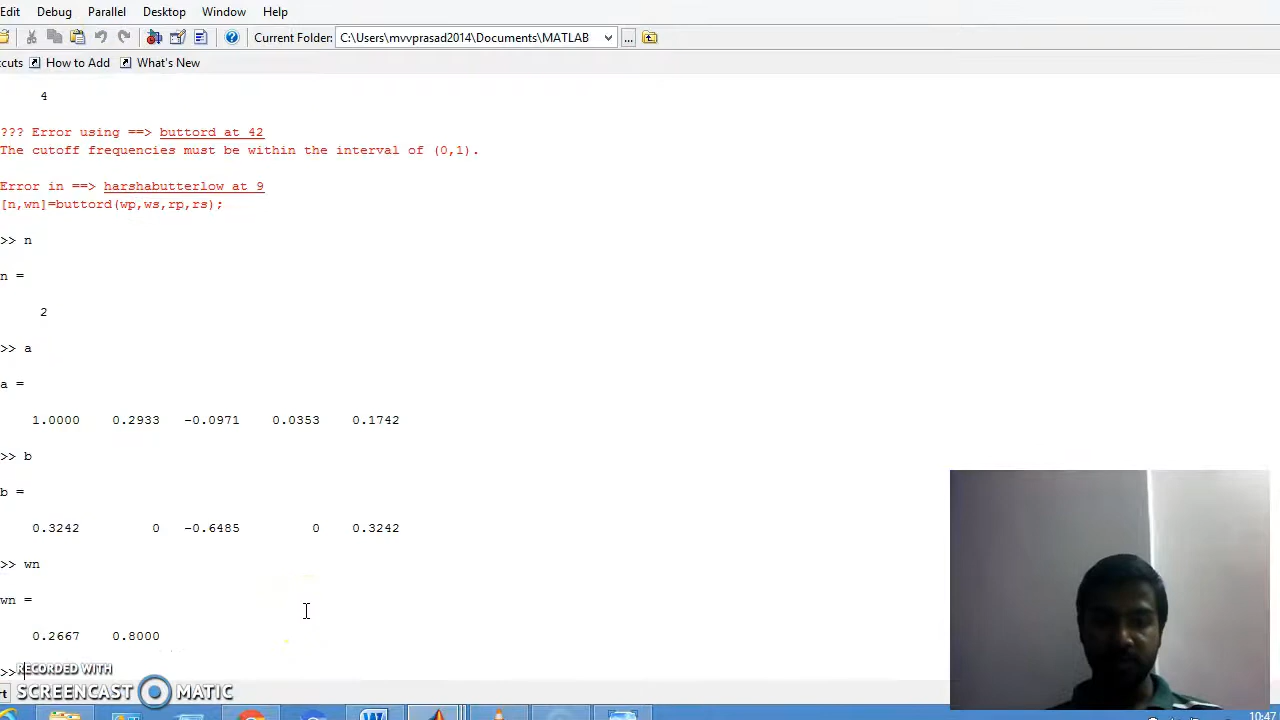 Edit Debug Parallel Desktop Window Help
Current Folder: C:\Users\mvvprasad2014\Documents\MATLAB ...
cuts How to Add What's New
4
??? Error using ==> buttord at 42
The cutoff frequencies must be within the interval of (0,1).
Error in ==> harshabutterlow at 9
[n,wn]=buttord(wp,ws,rp,rs);
>> n
n =
2
>> a
a =
1.0000 0.2933 -0.0971 0.0353 0.1742
>> b
b =
0.3242 0 -0.6485 0 0.3242
>> wn
wn =
0.2667 0.8000
>>
RECORDED WITH
rt SCREENCAST MATIC
10:47